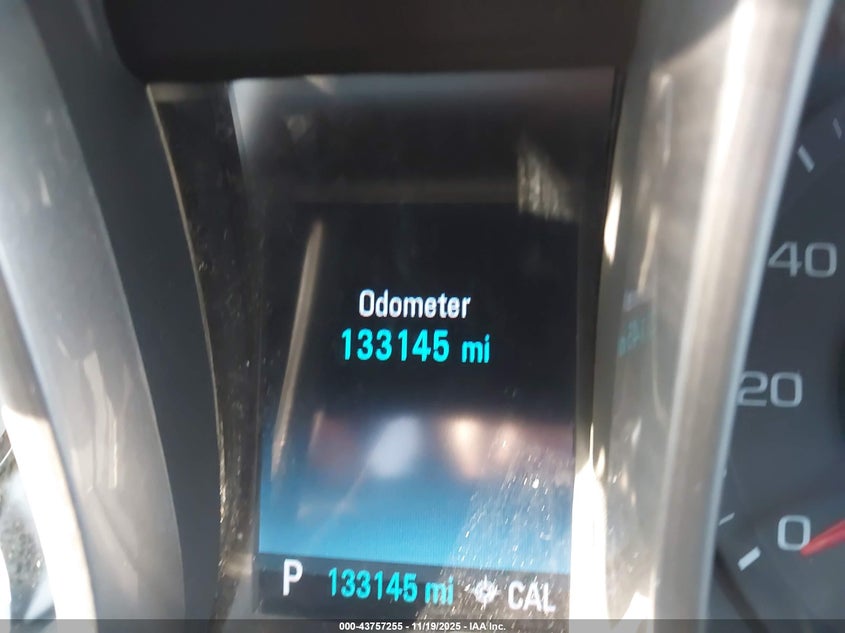 Odometer
133145 mi
40
20
0
P 133145 mi CAL
000-43757255 - 11/19/2025 - IAA Inc.